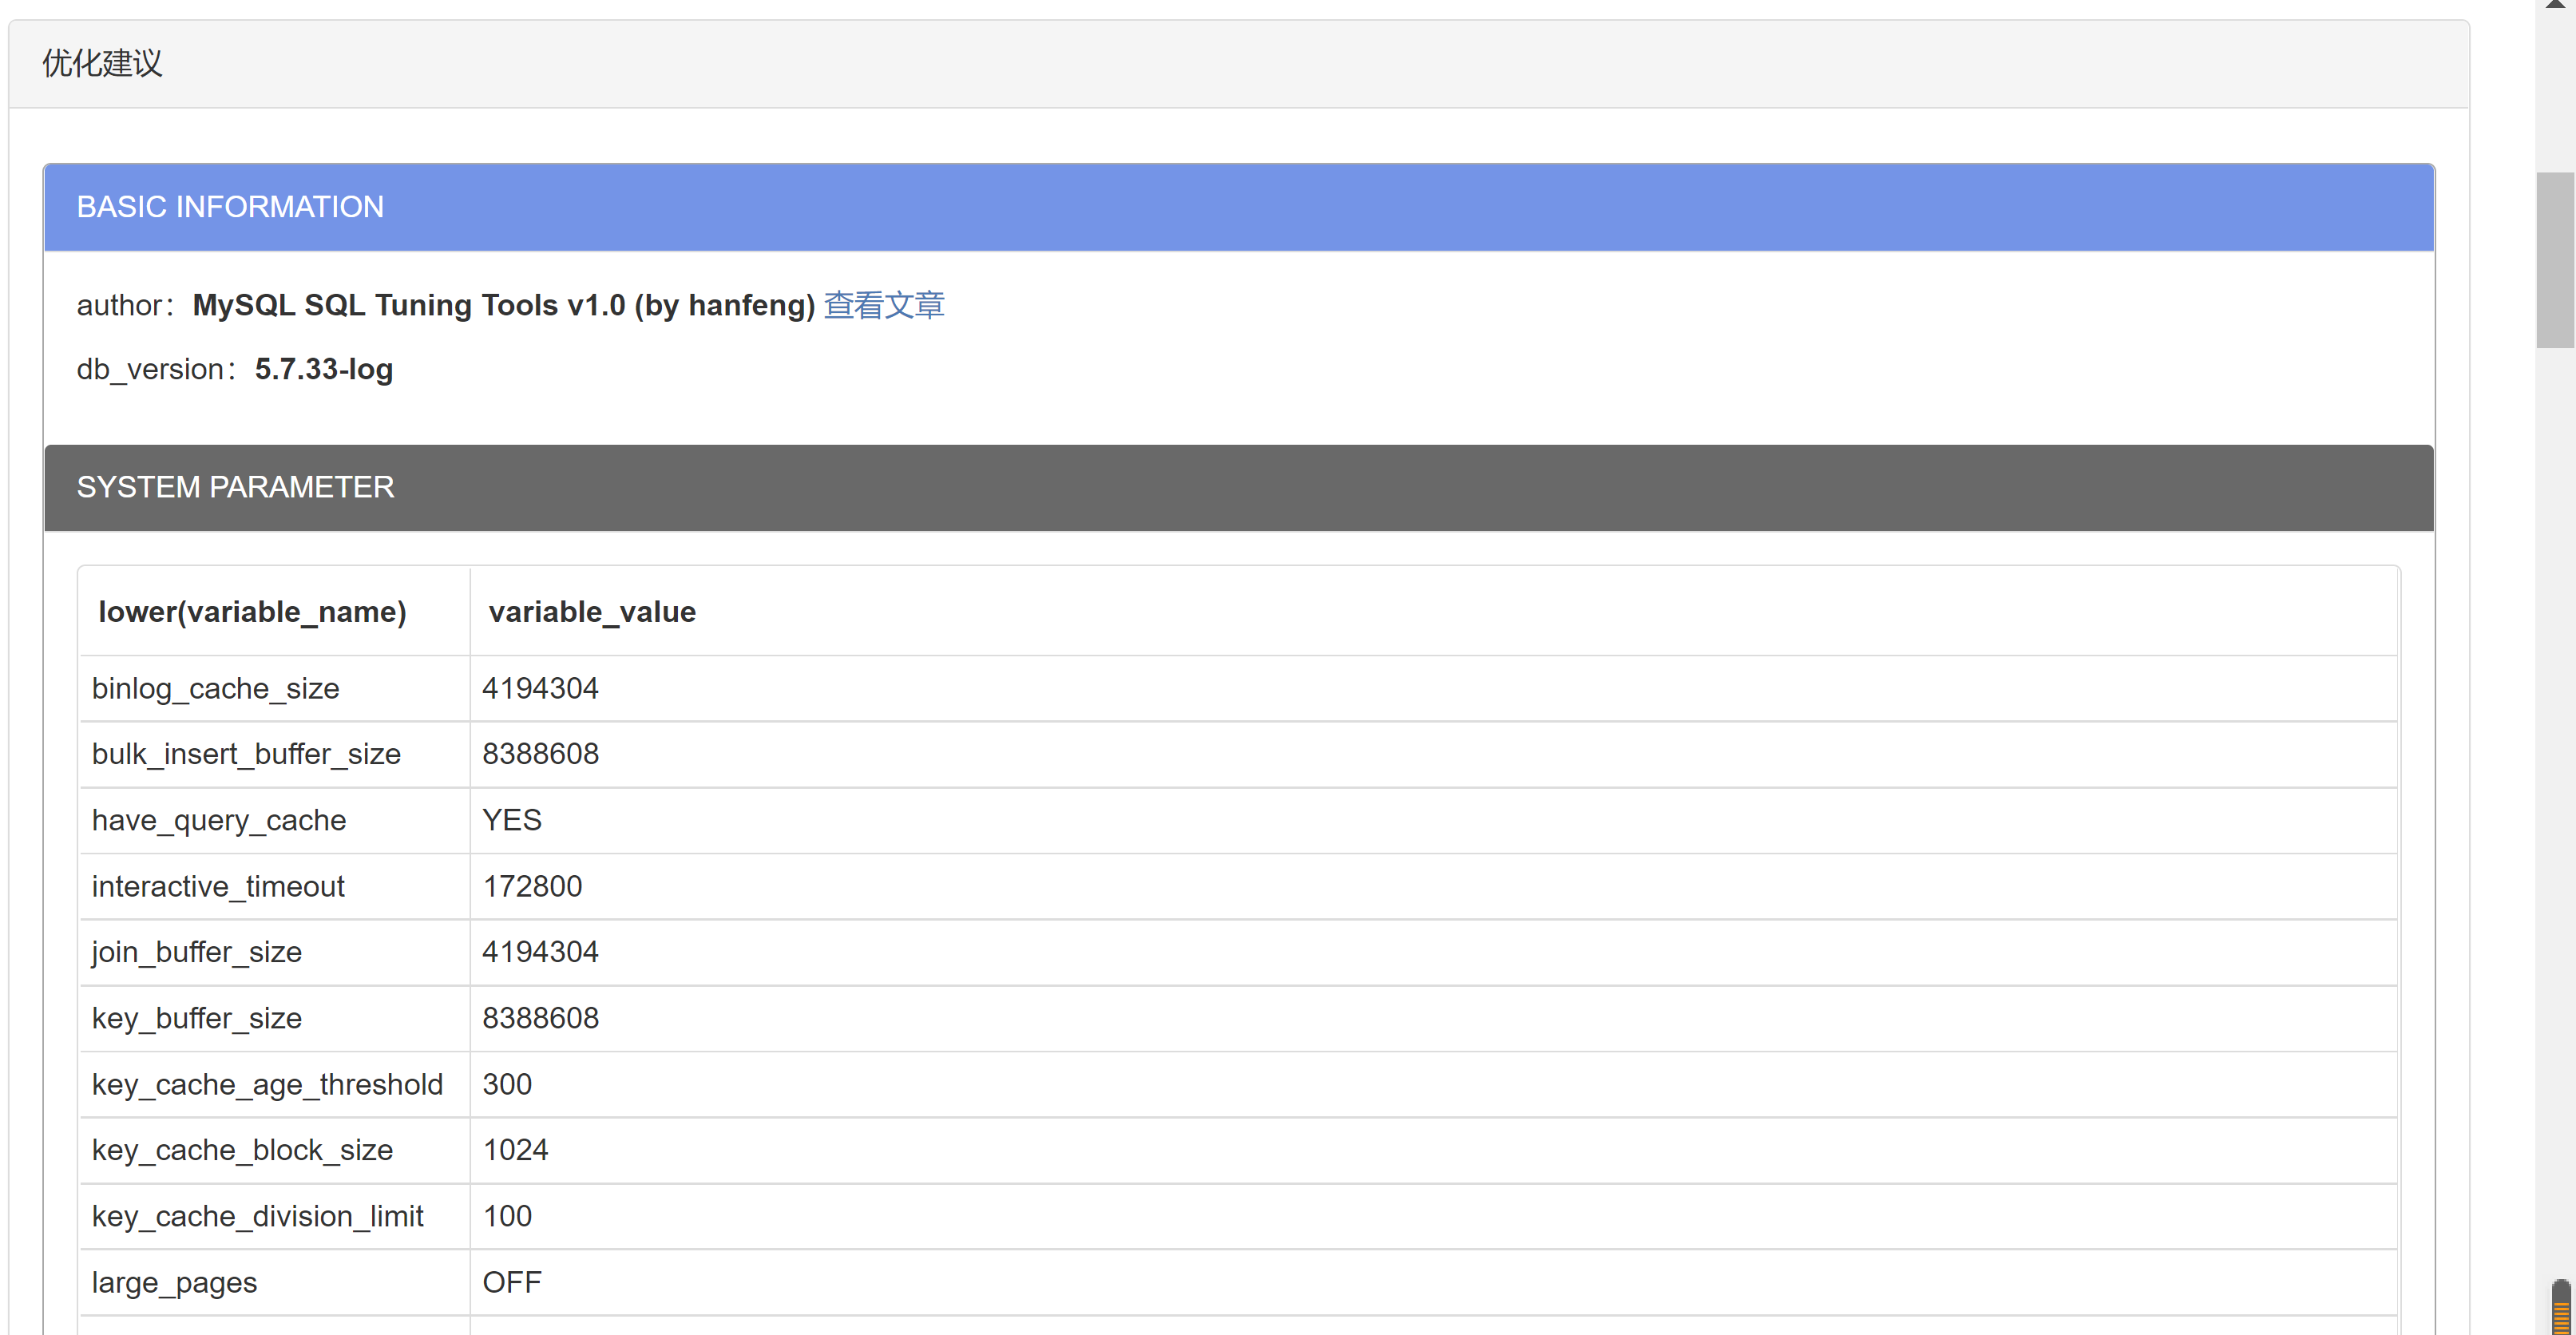 优化建议
BASIC INFORMATION
author：MySQL SQL Tuning Tools v1.0 (by hanfeng) 查看文章
db_version：5.7.33-log
SYSTEM PARAMETER
lower(variable_name) variable_value
binlog_cache_size 4194304
bulk_insert_buffer_size 8388608
have_query_cache YES
interactive_timeout 172800
join_buffer_size 4194304
key_buffer_size 8388608
key_cache_age_threshold 300
key_cache_block_size 1024
key_cache_division_limit 100
large_pages OFF